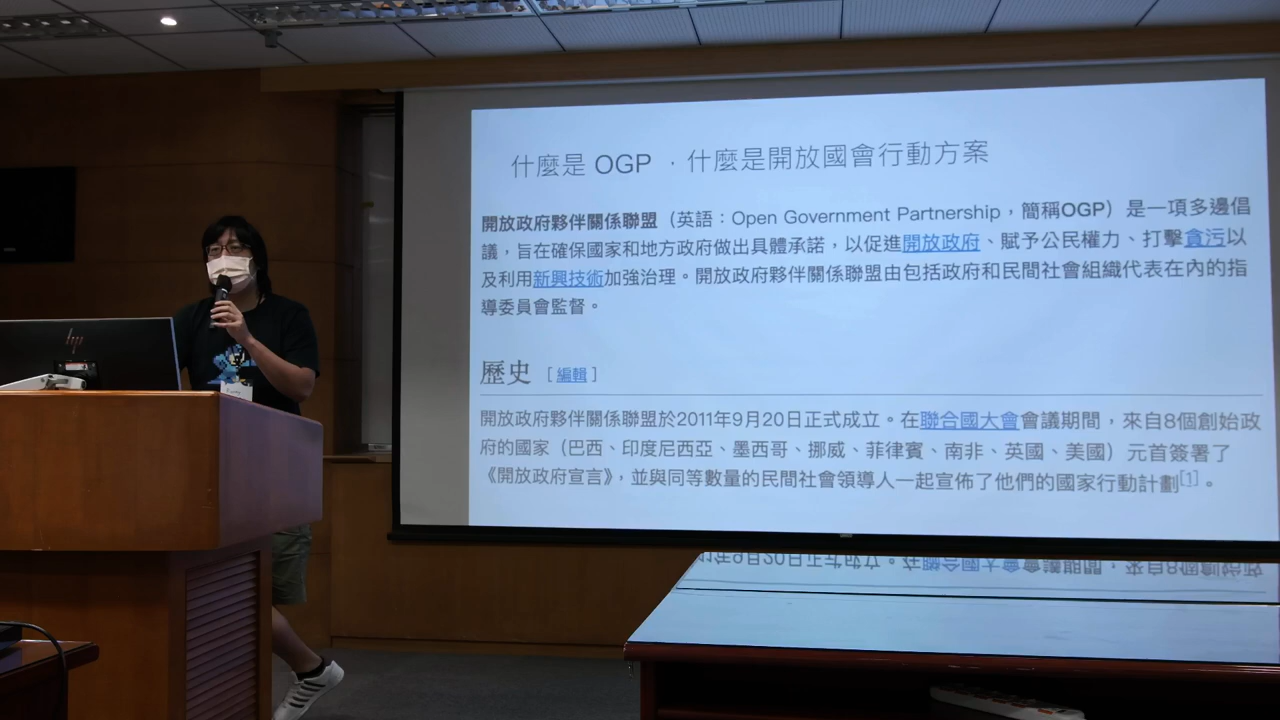 什麼是 OGP ，什麼是開放國會行動方案
開放政府夥伴關係聯盟（英語：Open Government Partnership，簡稱OGP）是一項多邊倡
議，旨在確保國家和地方政府做出具體承諾，以促進開放政府、賦予公民權力、打擊貪污以
及利用新興技術加強治理。開放政府夥伴關係聯盟由包括政府和民間社會組織代表在內的指
導委員會監督。
歷史 [編輯]
開放政府夥伴關係聯盟於2011年9月20日正式成立。在聯合國大會會議期間，來自8個創始政
府的國家（巴西、印度尼西亞、墨西哥、挪威、菲律賓、南非、英國、美國）元首簽署了
《開放政府宣言》，並與同等數量的民間社會領導人一起宣佈了他們的國家行動計劃[1]。
hp